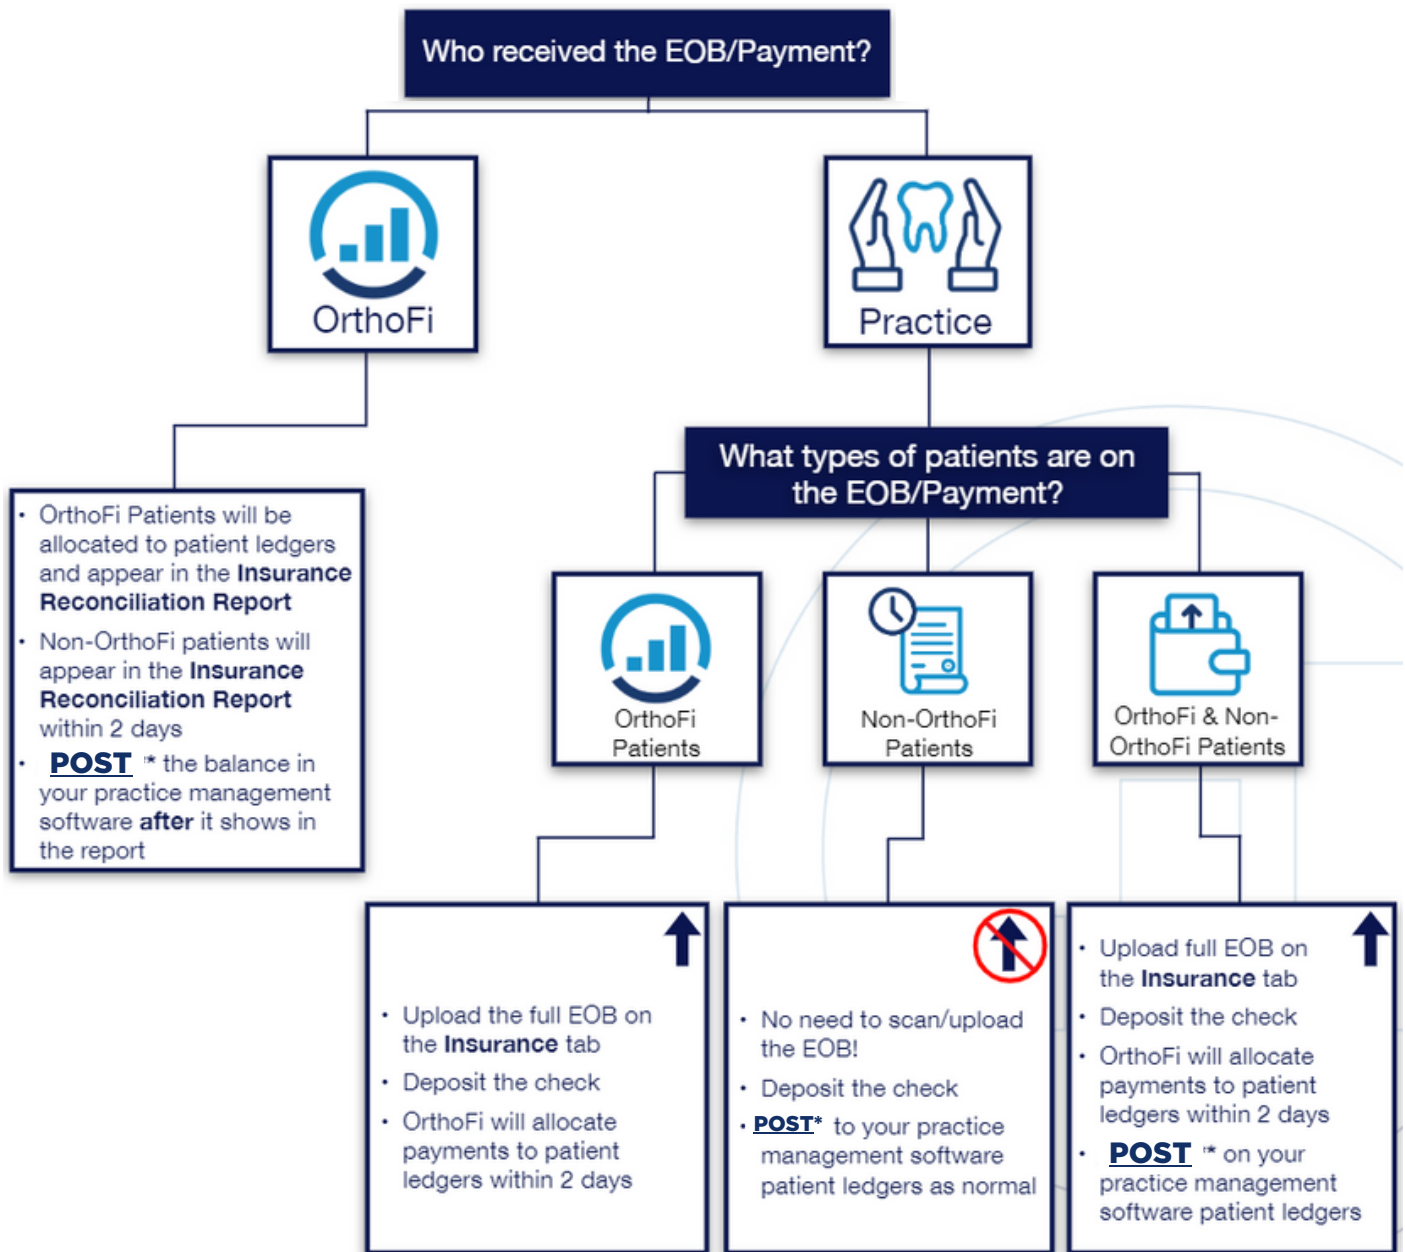 Who received the EOB/Payment?
OrthoFi
Practice
• OrthoFi Patients will be
allocated to patient ledgers
and appear in the Insurance
Reconciliation Report
• Non-OrthoFi patients will
appear in the Insurance
Reconciliation Report
within 2 days
• POST "* the balance in
your practice management
software after it shows in
the report
What types of patients are on
the EOB/Payment?
OrthoFi
Patients
Non-OrthoFi
Patients
OrthoFi & Non-
OrthoFi Patients
• Upload the full EOB on
the Insurance tab
• Deposit the check
• OrthoFi will allocate
payments to patient
ledgers within 2 days
• No need to scan/upload
the EOB!
• Deposit the check
• POST* to your practice
management software
patient ledgers as normal
• Upload full EOB on
the Insurance tab
• Deposit the check
• OrthoFi will allocate
payments to patient
ledgers within 2 days
• POST "* on your
practice management
software patient ledgers